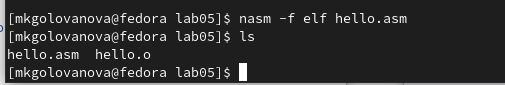 [mkgolovanova@fedora lab05]$ nasm -f elf hello.asm
[mkgolovanova@fedora lab05]$ ls
hello.asm  hello.o
[mkgolovanova@fedora lab05]$